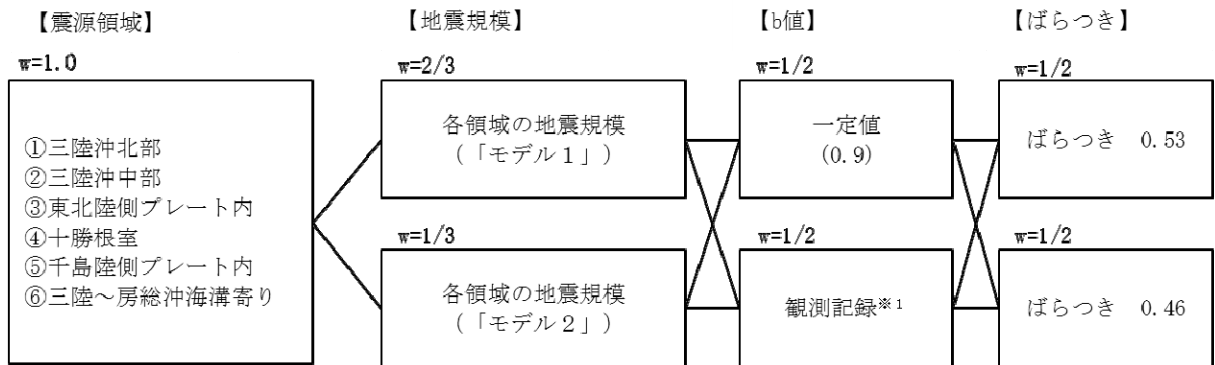 【震源領域】
w=1.0
①三陸沖北部
②三陸沖中部
③東北陸側プレート内
④十勝根室
⑤千島陸側プレート内
⑥三陸～房総沖海溝寄り
【地震規模】
w=2/3
各領域の地震規模
(「モデル１」)
w=1/3
各領域の地震規模
(「モデル２」)
【b値】
w=1/2
一定値
(0.9)
w=1/2
観測記録※1
【ばらつき】
w=1/2
ばらつき　0.53
w=1/2
ばらつき　0.46